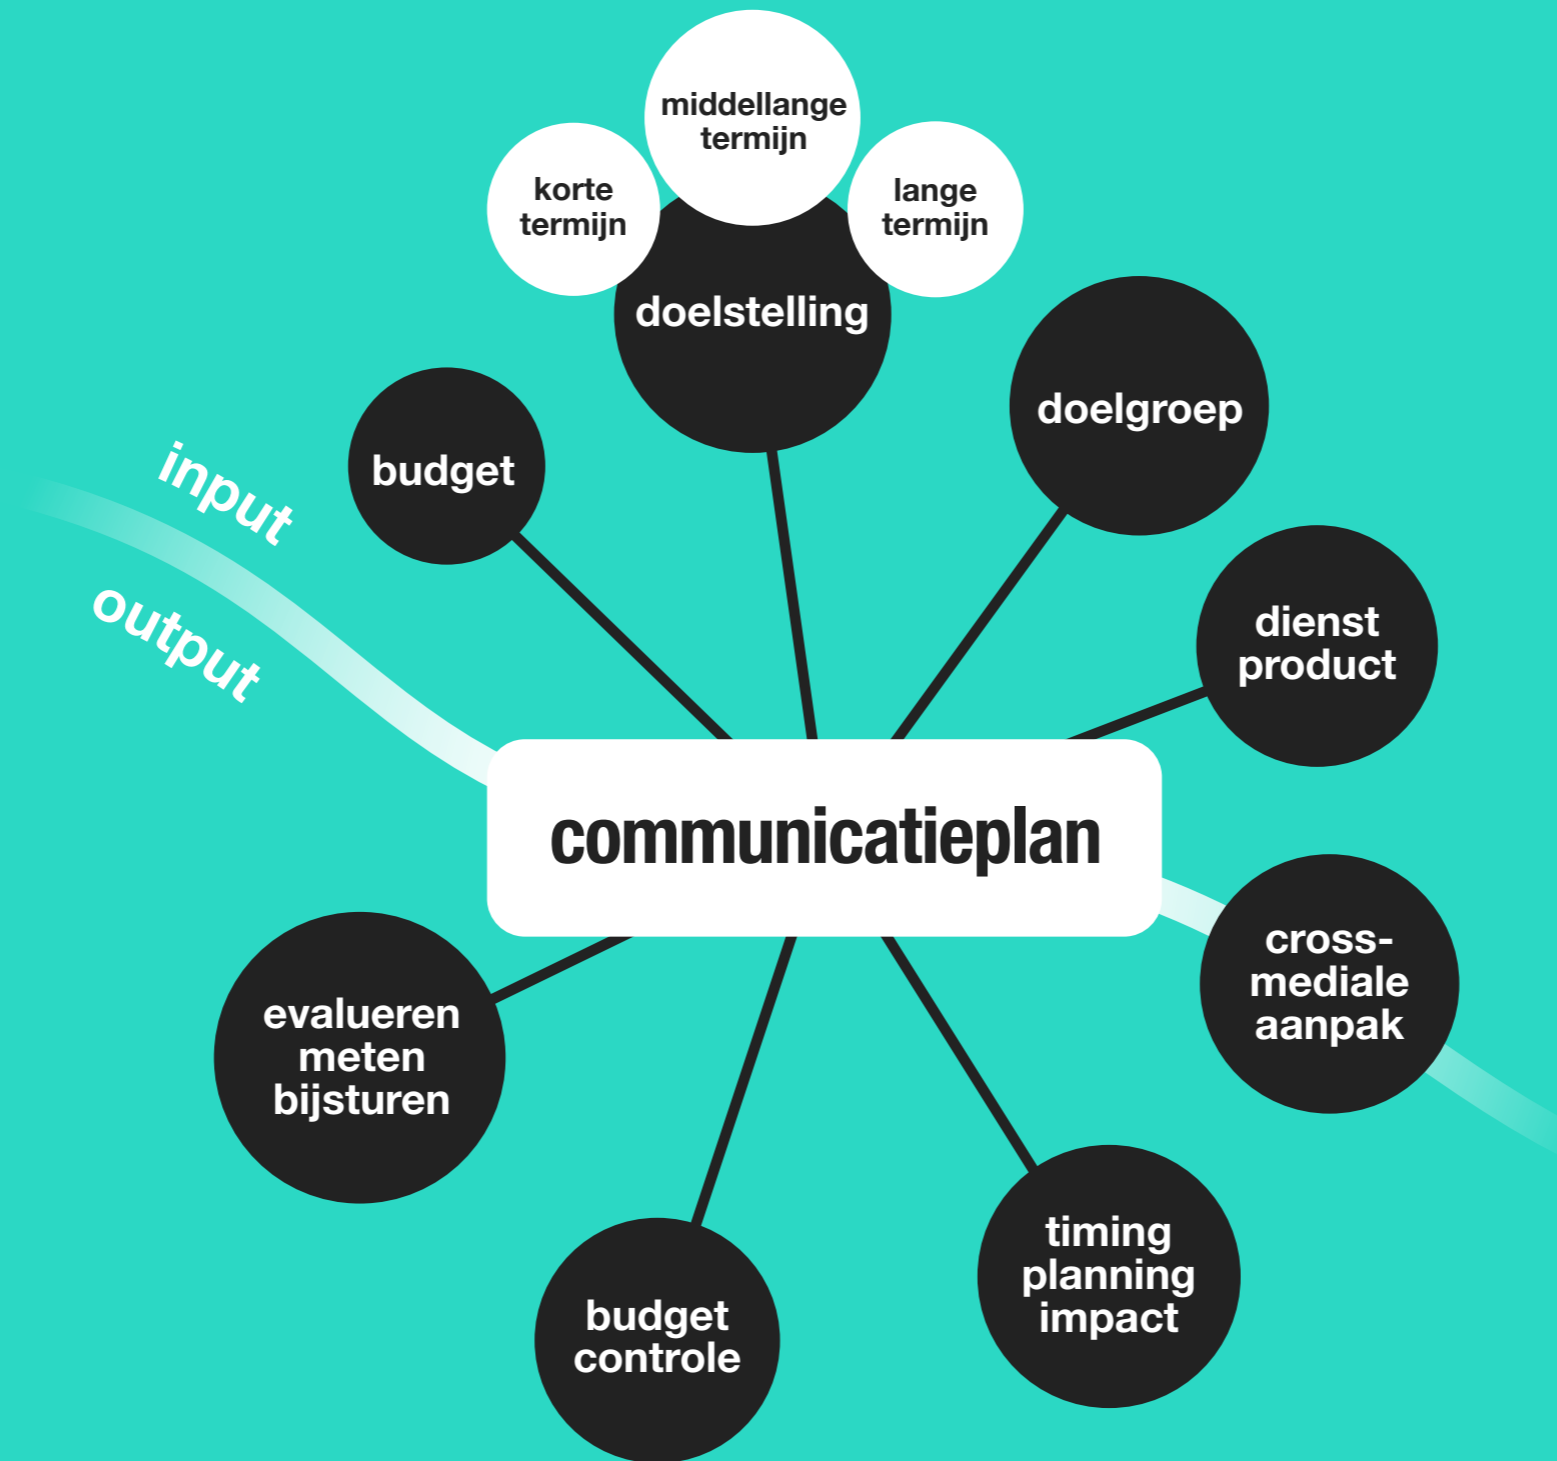 middellange
termijn
korte
termijn
lange
termijn
doelstelling
doelgroep
budget
input
output
dienst
product
communicatieplan
cross-
mediale
aanpak
evalueren
meten
bijsturen
timing
planning
impact
budget
controle